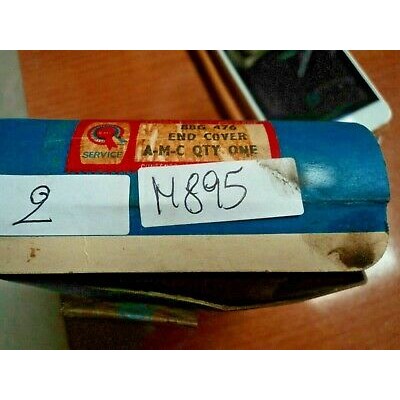 BBG 476
END COVER
A-M-C QTY ONE
SERVICE
2
M895